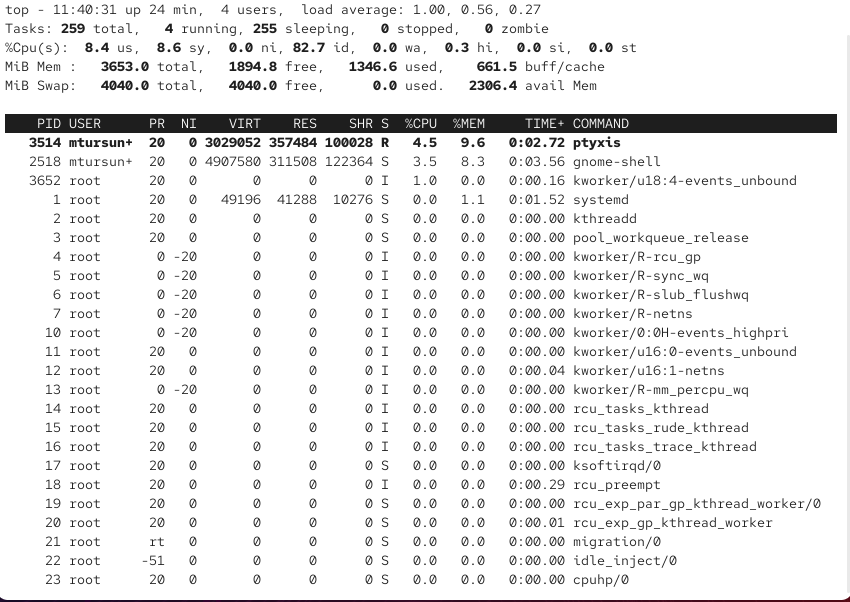 top - 11:40:31 up 24 min,  4 users,  load average: 1.00, 0.56, 0.27
Tasks: 259 total,   4 running, 255 sleeping,   0 stopped,   0 zombie
%Cpu(s):  8.4 us,  8.6 sy,  0.0 ni, 82.7 id,  0.0 wa,  0.3 hi,  0.0 si,  0.0 st
MiB Mem :   3653.0 total,   1894.8 free,   1346.6 used,    661.5 buff/cache
MiB Swap:   4040.0 total,   4040.0 free,      0.0 used.   2306.4 avail Mem
    PID USER      PR  NI    VIRT    RES    SHR S  %CPU  %MEM     TIME+ COMMAND
   3514 mtursun+  20   0 3029052 357484 100028 R   4.5   9.6   0:02.72 ptyxis
   2518 mtursun+  20   0 4907580 311508 122364 S   3.5   8.3   0:03.56 gnome-shell
   3652 root      20   0       0      0      0 I   1.0   0.0   0:00.16 kworker/u18:4-events_unbound
      1 root      20   0   49196  41288  10276 S   0.0   1.1   0:01.52 systemd
      2 root      20   0       0      0      0 S   0.0   0.0   0:00.00 kthreadd
      3 root      20   0       0      0      0 S   0.0   0.0   0:00.00 pool_workqueue_release
      4 root       0 -20       0      0      0 I   0.0   0.0   0:00.00 kworker/R-rcu_gp
      5 root       0 -20       0      0      0 I   0.0   0.0   0:00.00 kworker/R-sync_wq
      6 root       0 -20       0      0      0 I   0.0   0.0   0:00.00 kworker/R-slub_flushwq
      7 root       0 -20       0      0      0 I   0.0   0.0   0:00.00 kworker/R-netns
     10 root       0 -20       0      0      0 I   0.0   0.0   0:00.00 kworker/0:0H-events_highpri
     11 root      20   0       0      0      0 I   0.0   0.0   0:00.00 kworker/u16:0-events_unbound
     12 root      20   0       0      0      0 I   0.0   0.0   0:00.04 kworker/u16:1-netns
     13 root       0 -20       0      0      0 I   0.0   0.0   0:00.00 kworker/R-mm_percpu_wq
     14 root      20   0       0      0      0 I   0.0   0.0   0:00.00 rcu_tasks_kthread
     15 root      20   0       0      0      0 I   0.0   0.0   0:00.00 rcu_tasks_rude_kthread
     16 root      20   0       0      0      0 I   0.0   0.0   0:00.00 rcu_tasks_trace_kthread
     17 root      20   0       0      0      0 S   0.0   0.0   0:00.00 ksoftirqd/0
     18 root      20   0       0      0      0 I   0.0   0.0   0:00.29 rcu_preempt
     19 root      20   0       0      0      0 S   0.0   0.0   0:00.00 rcu_exp_par_gp_kthread_worker/0
     20 root      20   0       0      0      0 S   0.0   0.0   0:00.01 rcu_exp_gp_kthread_worker
     21 root      rt   0       0      0      0 S   0.0   0.0   0:00.00 migration/0
     22 root     -51   0       0      0      0 S   0.0   0.0   0:00.00 idle_inject/0
     23 root      20   0       0      0      0 S   0.0   0.0   0:00.00 cpuhp/0